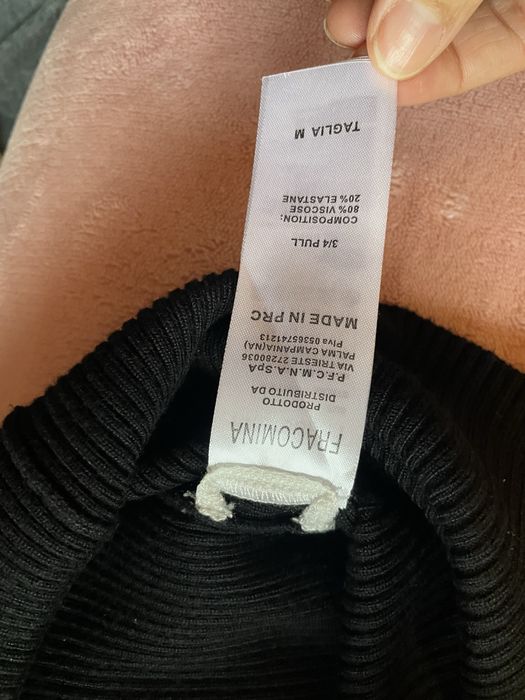 FRACOMINA
PRODOTTO
DISTRIBUITO DA
P.F.C.M.N.A.SpA
VIA TRIESTE 27280036
PALMA CAMPANIA(NA)
Piva 05365741213
MADE IN PRC
3/4 PULL
COMPOSITION:
80% VISCOSE
20% ELASTANE
TAGLIA M